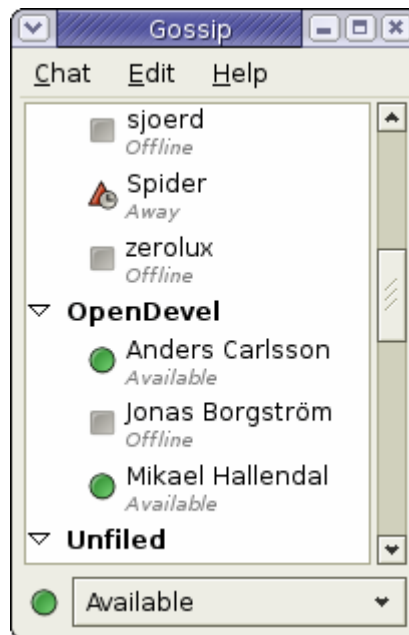 Gossip
Chat Edit Help
sjoerd
Offline
Spider
Away
zerolux
Offline
OpenDevel
Anders Carlsson
Available
Jonas Borgström
Offline
Mikael Hallendal
Available
Unfiled
Available